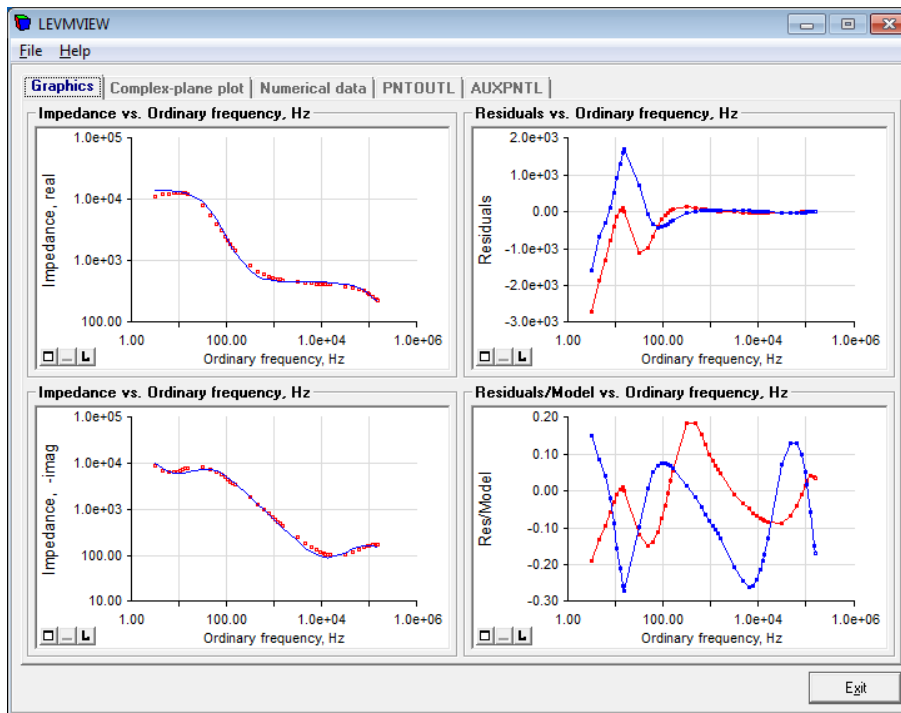 LEVMVIEW
File Help
Graphics Complex-plane plot Numerical data PNTOUTL AUXPNTL
Impedance vs. Ordinary frequency, Hz
Impedance, real
1.0e+05
1.0e+04
1.0e+03
100.00
1.00 100.00 1.0e+04 1.0e+06
Ordinary frequency, Hz
L
Residuals vs. Ordinary frequency, Hz
Residuals
2.0e+03
1.0e+03
0.00
-1.0e+03
-2.0e+03
-3.0e+03
1.00 100.00 1.0e+04 1.0e+06
Ordinary frequency, Hz
L
Impedance vs. Ordinary frequency, Hz
Impedance, -imag
1.0e+05
1.0e+04
1.0e+03
100.00
10.00
1.00 100.00 1.0e+04 1.0e+06
Ordinary frequency, Hz
L
Residuals/Model vs. Ordinary frequency, Hz
Res/Model
0.20
0.10
0.00
-0.10
-0.20
-0.30
1.00 100.00 1.0e+04 1.0e+06
Ordinary frequency, Hz
L
Exit